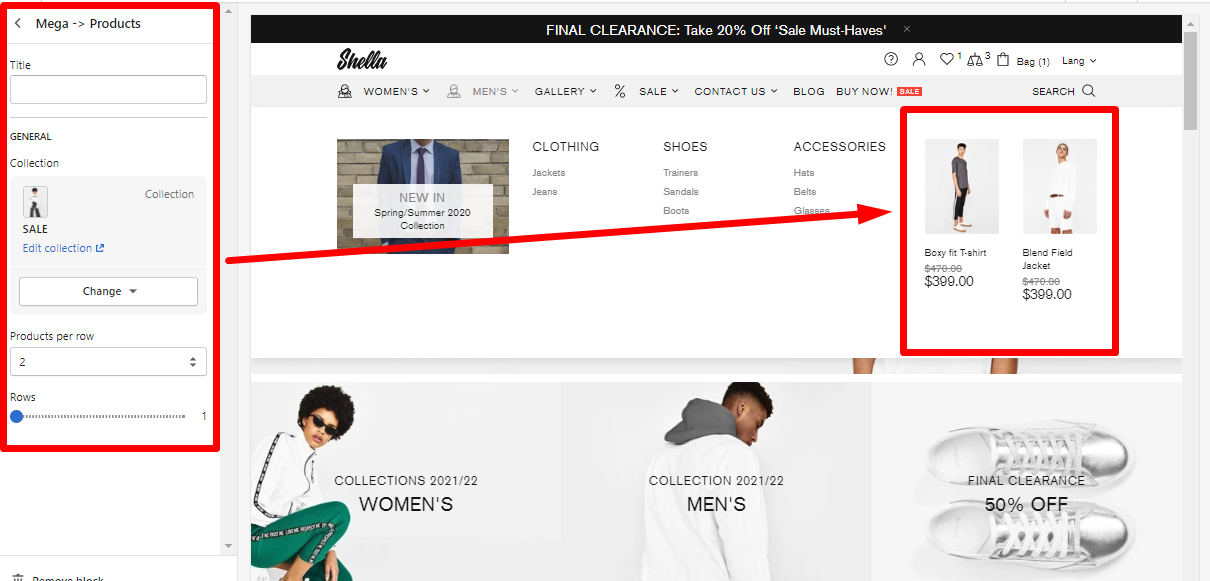 Mega -> Products
Title
GENERAL
Collection
Collection
SALE
Edit collection
Change
Products per row
2
Rows
1
Remove block
FINAL CLEARANCE: Take 20% Off ‘Sale Must-Haves'
Shella
1 3 Bag (1) Lang
WOMEN'S MEN'S GALLERY % SALE CONTACT US BLOG BUY NOW! SALE SEARCH
NEW IN
Spring/Summer 2020
Collection
CLOTHING
Jackets
Jeans
SHOES
Trainers
Sandals
Boots
ACCESSORIES
Hats
Belts
Glasses
Boxy fit T-shirt
$470.00
$399.00
Blend Field
Jacket
$470.00
$399.00
COLLECTIONS 2021/22
WOMEN'S
COLLECTION 2021/22
MEN'S
FINAL CLEARANCE
50% OFF